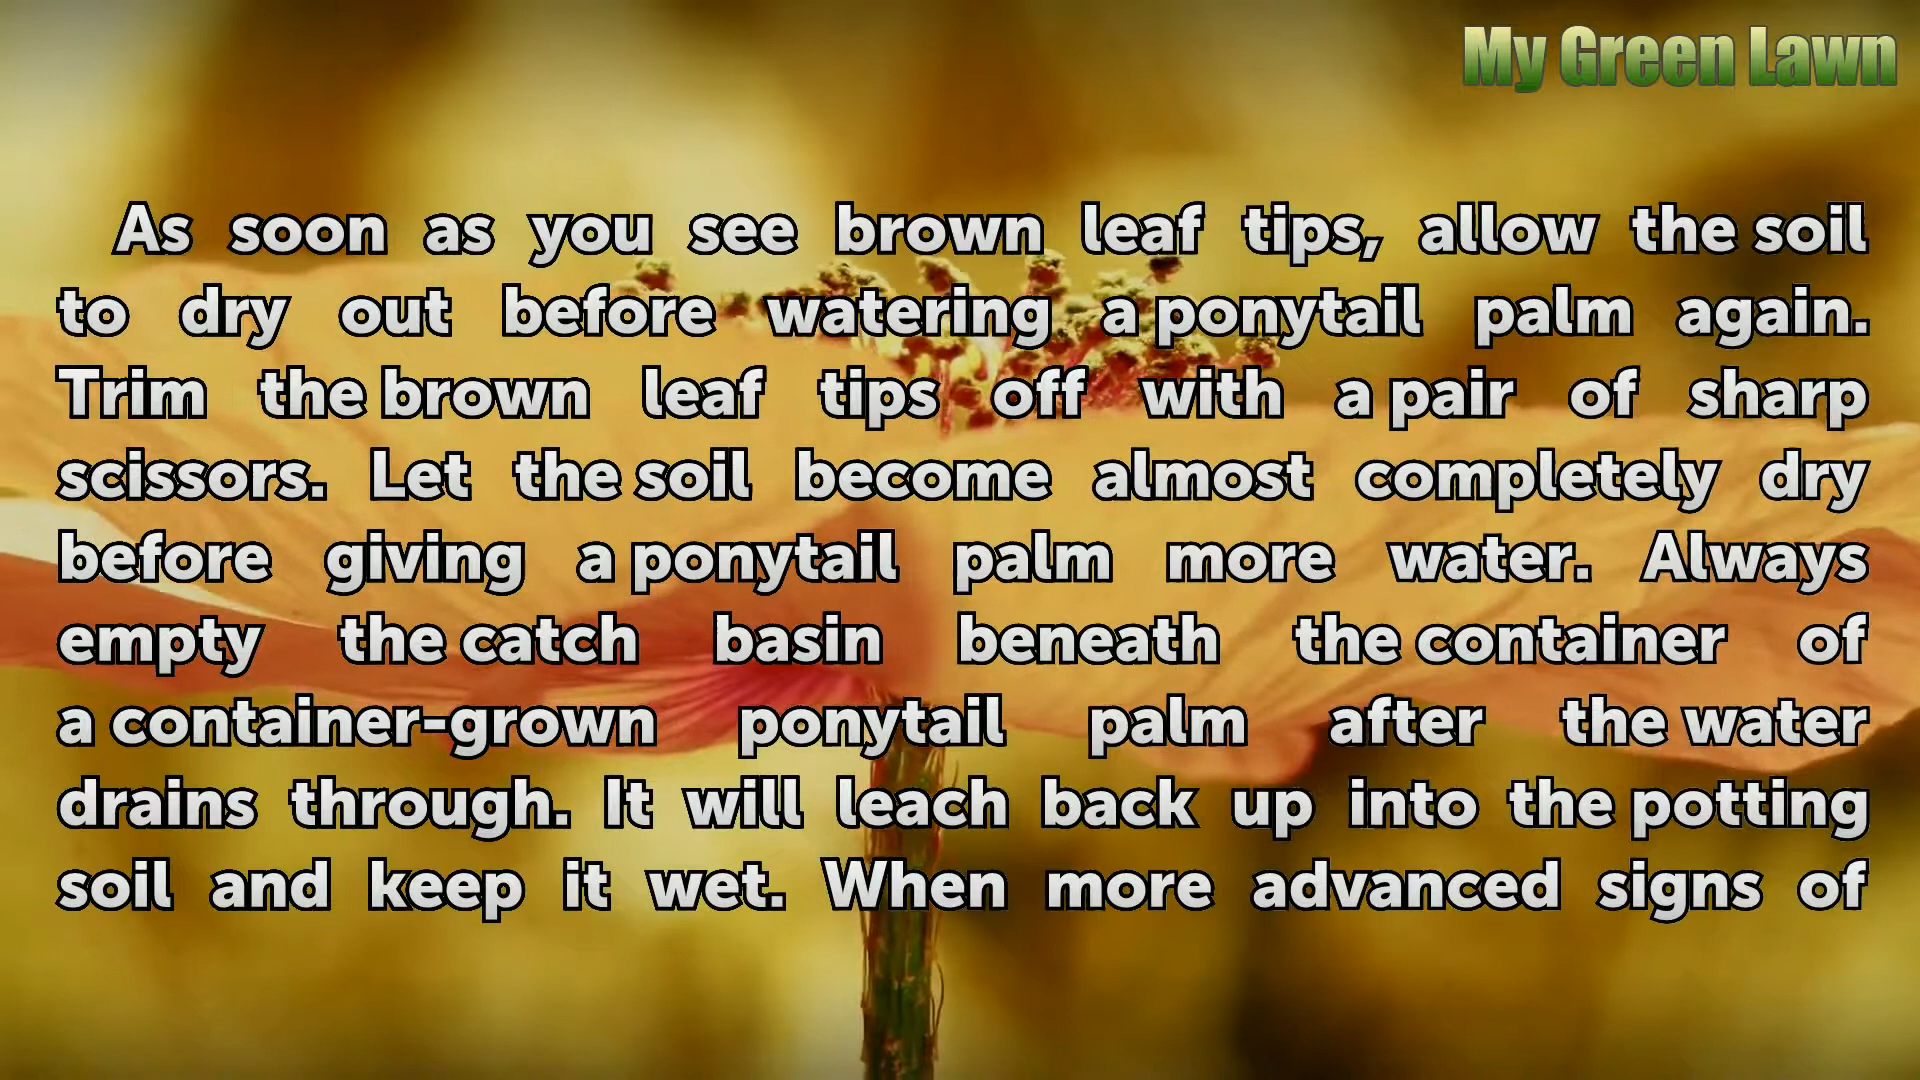 My Green Lawn
As soon as you see brown leaf tips, allow the soil
to dry out before watering a ponytail palm again.
Trim the brown leaf tips off with a pair of sharp
scissors. Let the soil become almost completely dry
before giving a ponytail palm more water. Always
empty the catch basin beneath the container of
a container-grown ponytail palm after the water
drains through. It will leach back up into the potting
soil and keep it wet. When more advanced signs of